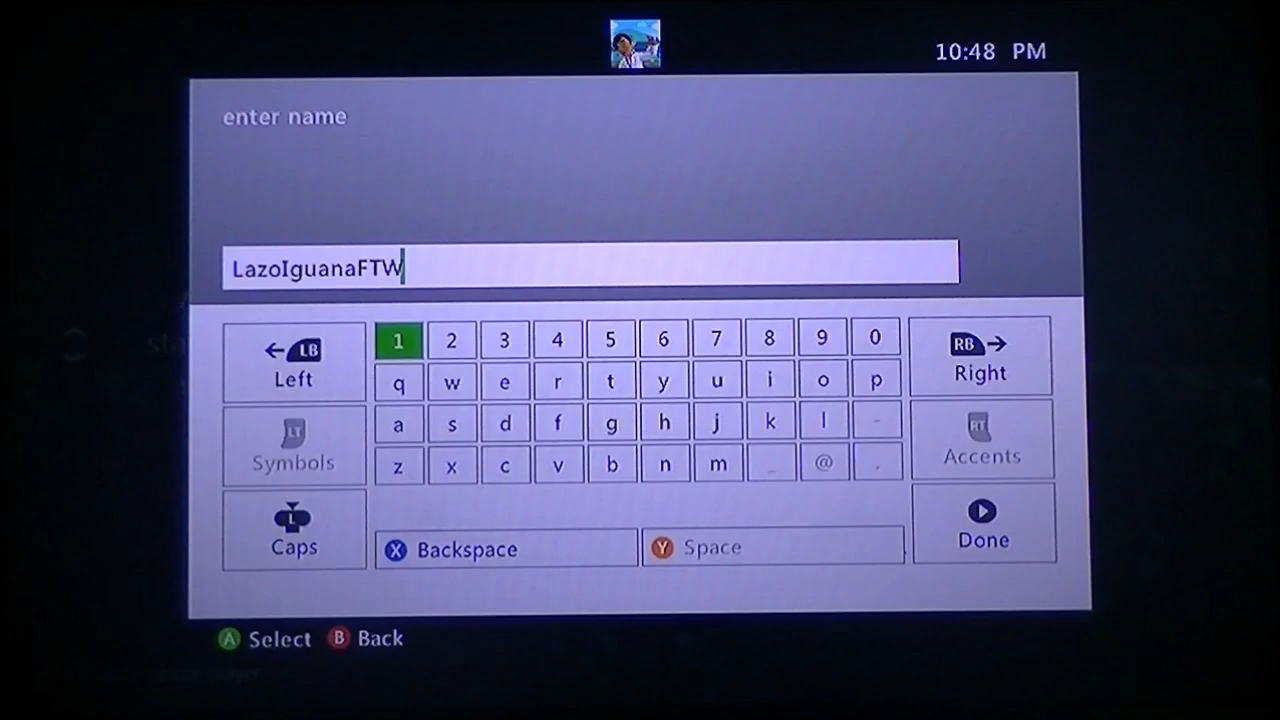 10:48 PM
enter name
LazoIguanaFTW
LB
Left
1 2 3 4 5 6 7 8 9 0
RB
Right
q w e r t y u i o p
LT
Symbols
a s d f g h j k l -
RT
Accents
z x c v b n m _ @ .
L
Caps
X Backspace
Y Space
Done
A Select B Back